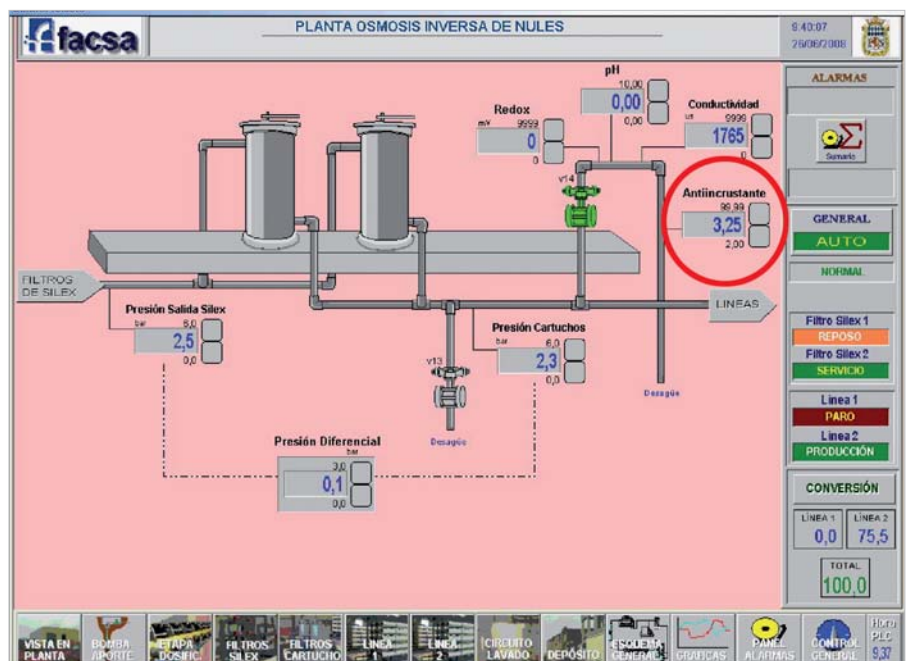 facsa
PLANTA OSMOSIS INVERSA DE NULES
9:40:07
26/06/2008
ALARMAS
Sumario
GENERAL
AUTO
NORMAL
Filtro Silex 1
REPOSO
Filtro Silex 2
SERVICIO
Linea 1
PARO
Linea 2
PRODUCCIÓN
CONVERSIÓN
LÍNEA 1 LÍNEA 2
0,0 75,5
TOTAL
100,0
pH
10,00
0,00
0,00
Redox
mV 9999
0
0
Conductividad
us 9999
1765
0
v14
Antiincrustante
99,99
3,25
2,00
FILTROS
DE SILEX
LINEAS
Presión Salida Silex
bar 6,0
2,5
0,0
Presión Cartuchos
bar 6,0
2,3
0,0
v13
Desagüe
Desagüe
Presión Diferencial
bar
3,0
0,1
0,0
VISTA EN
PLANTA
BOMBA
APORTE
ETAPA
DOSIFIC.
FILTROS
SILEX
FILTROS
CARTUCHO
LINEA
1
LINEA
2
CIRCUITO
LAVADO
DEPÓSITO
ESQUEMA
GENERAL
GRAFICAS
PANEL
ALARMAS
CONTROL
GENERAL
Hora
PLC
9,37